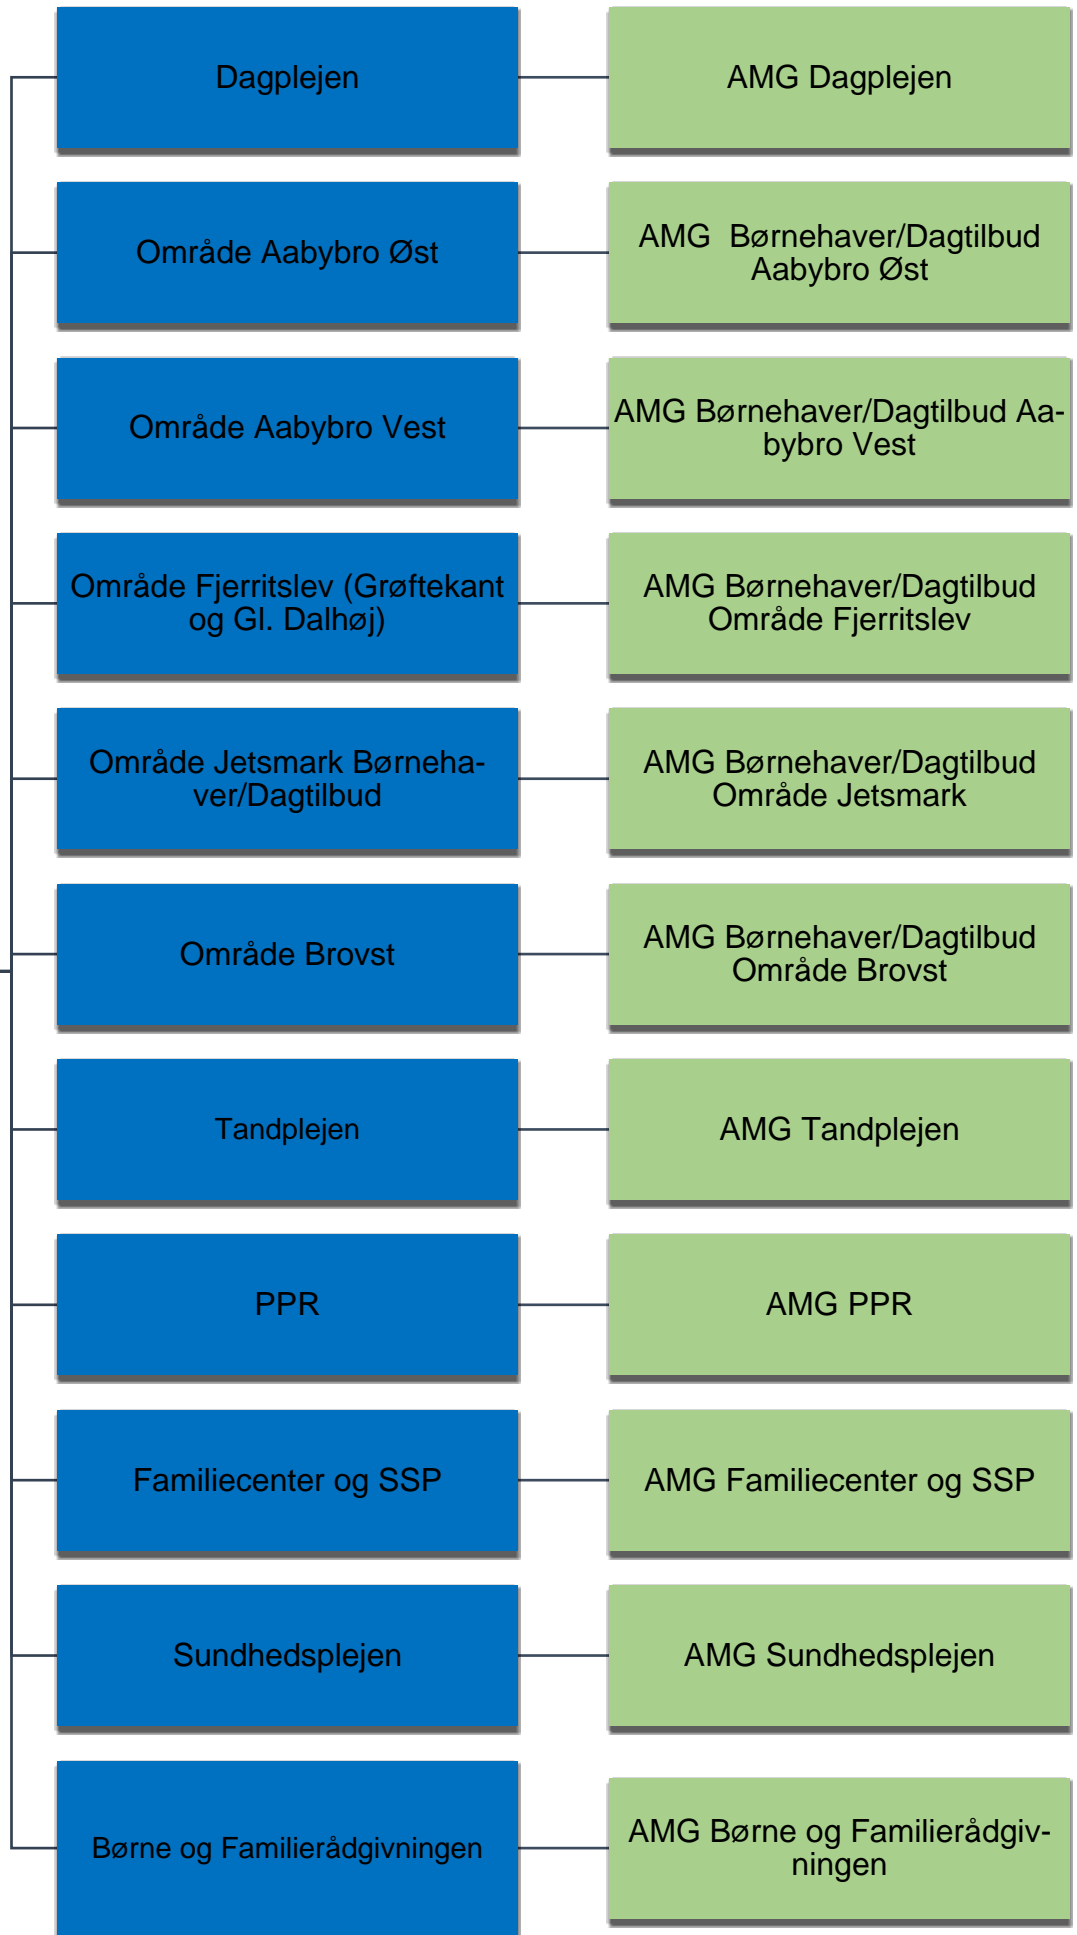 Dagplejen
AMG Dagplejen
Område Aabybro Øst
AMG  Børnehaver/Dagtilbud
Aabybro Øst
Område Aabybro Vest
AMG Børnehaver/Dagtilbud Aa-
bybro Vest
Område Fjerritslev (Grøftekant
og Gl. Dalhøj)
AMG Børnehaver/Dagtilbud
Område Fjerritslev
Område Jetsmark Børneha-
ver/Dagtilbud
AMG Børnehaver/Dagtilbud
Område Jetsmark
Område Brovst
AMG Børnehaver/Dagtilbud
Område Brovst
Tandplejen
AMG Tandplejen
PPR
AMG PPR
Familiecenter og SSP
AMG Familiecenter og SSP
Sundhedsplejen
AMG Sundhedsplejen
Børne og Familierådgivningen
AMG Børne og Familierådgiv-
ningen